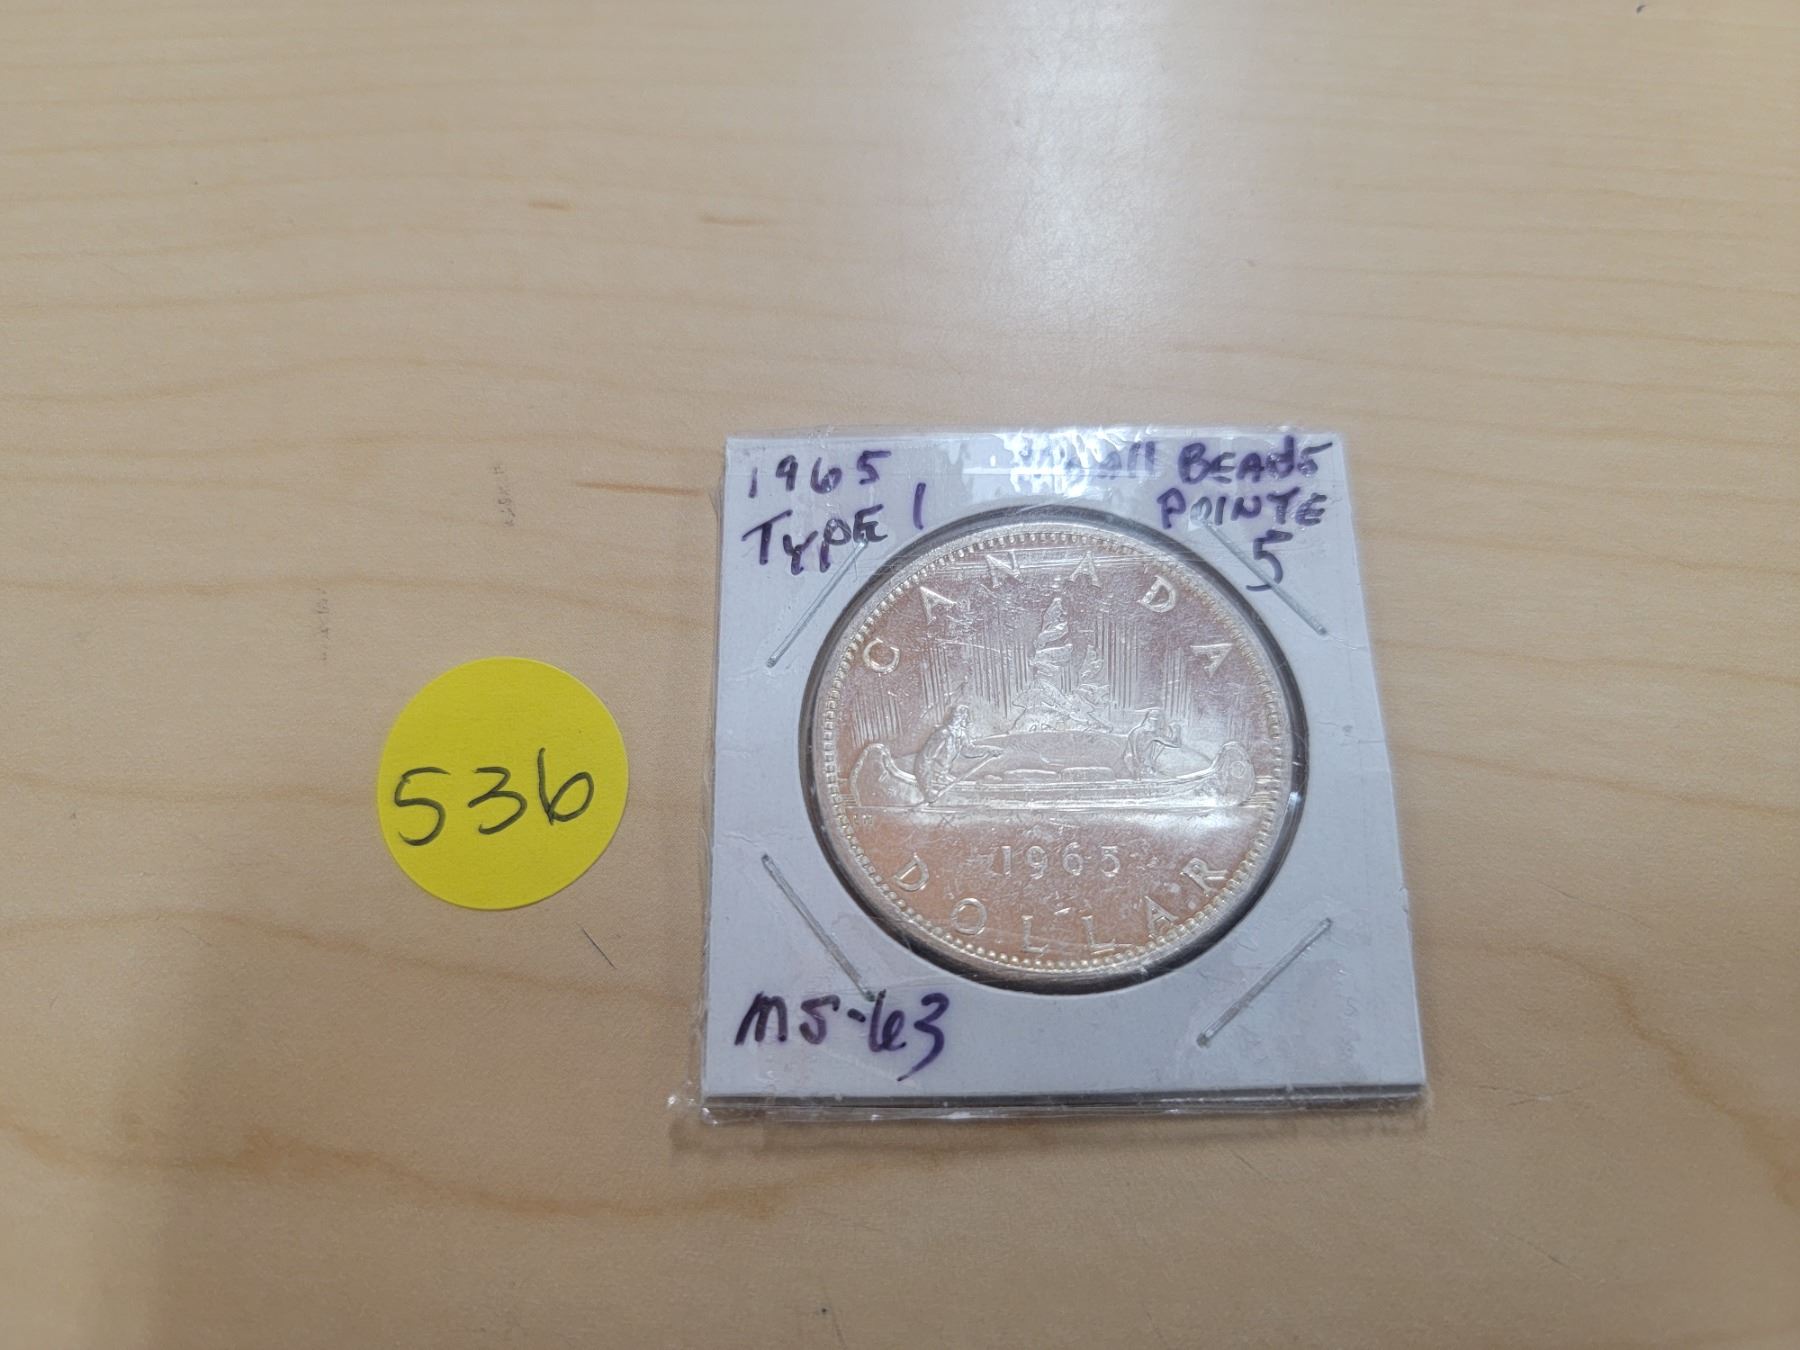 1965
TYPE 1
BEADS
POINTE
5
536
CANADA
1965
DOLLAR
MS-63